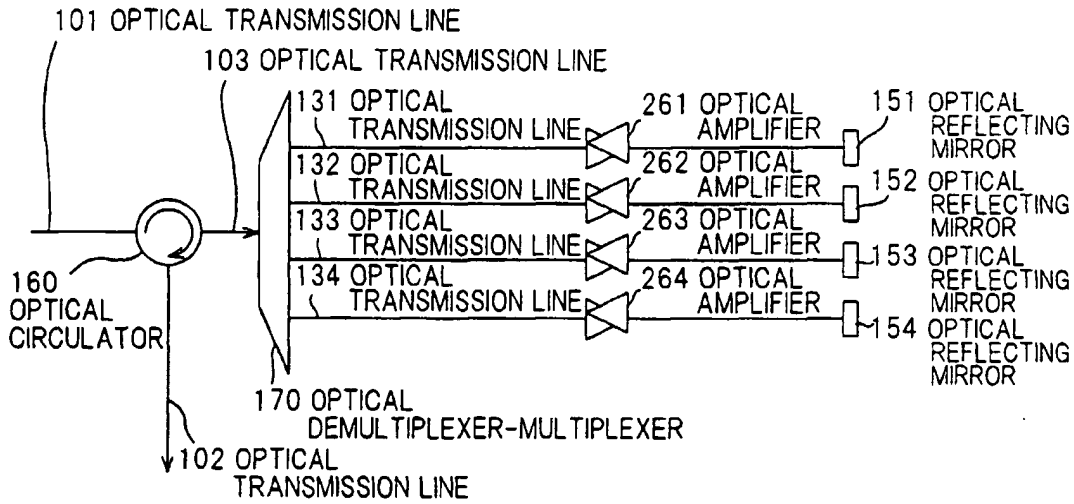 101 OPTICAL TRANSMISSION LINE
103 OPTICAL TRANSMISSION LINE
131 OPTICAL
TRANSMISSION LINE
261 OPTICAL
AMPLIFIER
151 OPTICAL
REFLECTING
MIRROR
132 OPTICAL
TRANSMISSION LINE
262 OPTICAL
AMPLIFIER
152 OPTICAL
REFLECTING
MIRROR
133 OPTICAL
TRANSMISSION LINE
263 OPTICAL
AMPLIFIER
153 OPTICAL
REFLECTING
MIRROR
134 OPTICAL
TRANSMISSION LINE
264 OPTICAL
AMPLIFIER
154 OPTICAL
REFLECTING
MIRROR
160
OPTICAL
CIRCULATOR
170 OPTICAL
DEMULTIPLEXER-MULTIPLEXER
102 OPTICAL
TRANSMISSION LINE